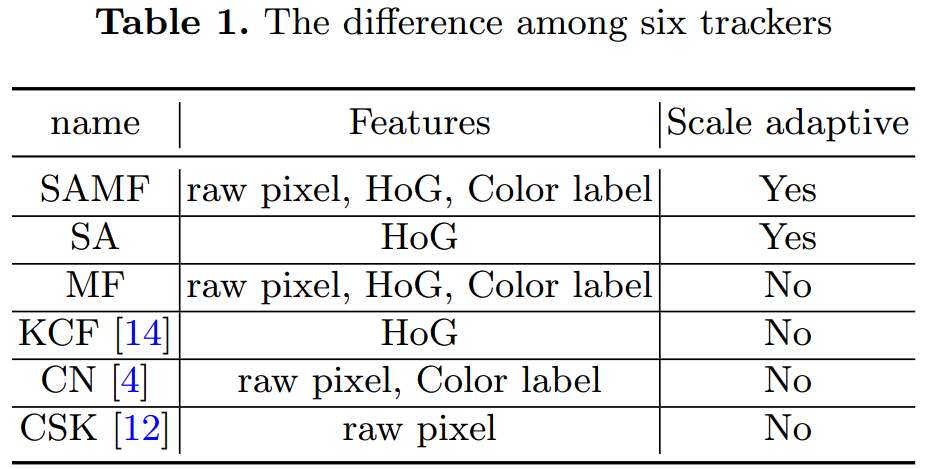 Table 1. The difference among six trackers
name Features Scale adaptive
SAMF raw pixel, HoG, Color label Yes
SA HoG Yes
MF raw pixel, HoG, Color label No
KCF [14] HoG No
CN [4] raw pixel, Color label No
CSK [12] raw pixel No